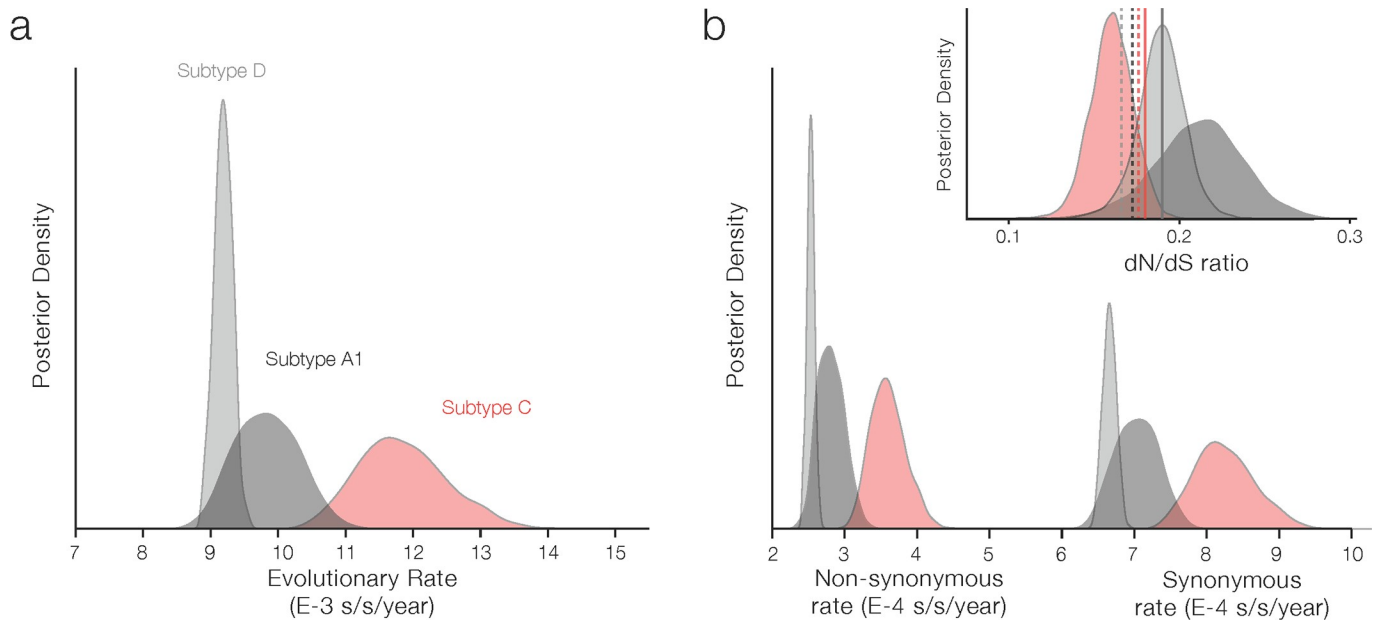 a
Subtype D
Subtype A1
Subtype C
Posterior Density
7 8 9 10 11 12 13 14 15
Evolutionary Rate
(E-3 s/s/year)
b
Posterior Density
0.1 0.2 0.3
dN/dS ratio
Posterior Density
2 3 4 5 6 7 8 9 10
Non-synonymous
rate (E-4 s/s/year)
Synonymous
rate (E-4 s/s/year)